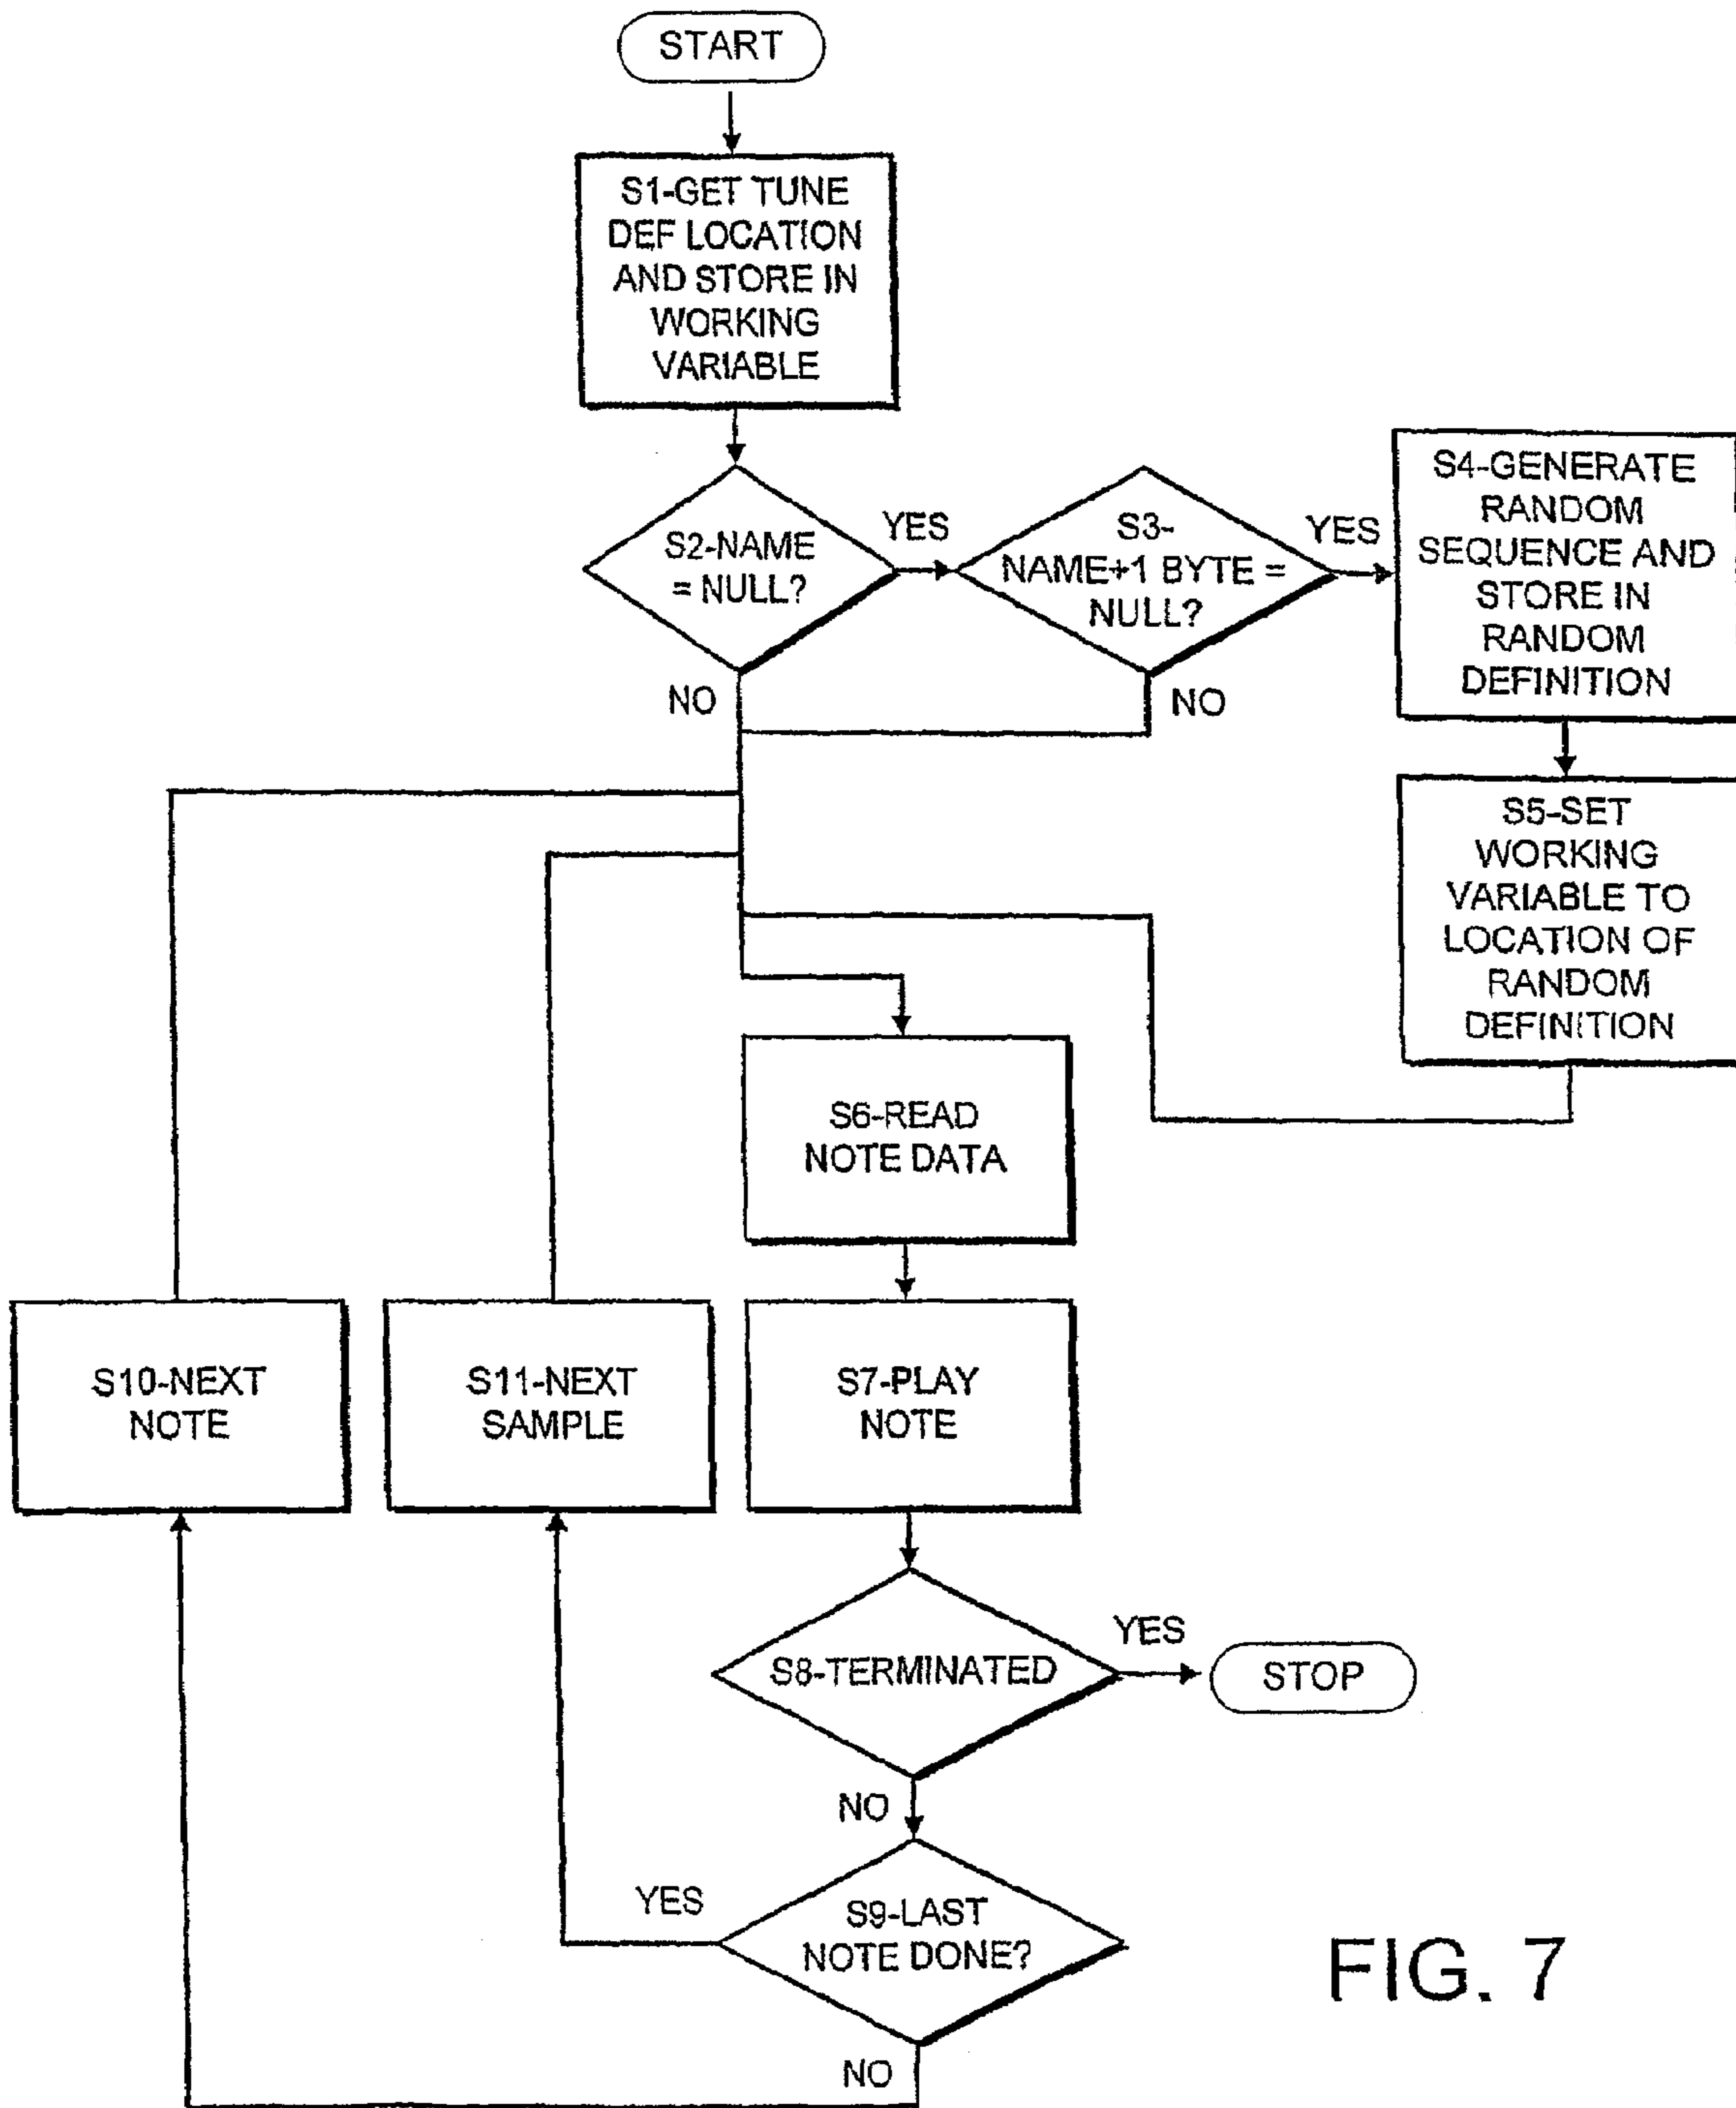 START
S1-GET TUNE
DEF LOCATION
AND STORE IN
WORKING
VARIABLE
S2-NAME
= NULL?
YES
NO
S3-
NAME+1 BYTE =
NULL?
YES
NO
S4-GENERATE
RANDOM
SEQUENCE AND
STORE IN
RANDOM
DEFINITION
S5-SET
WORKING
VARIABLE TO
LOCATION OF
RANDOM
DEFINITION
S6-READ
NOTE DATA
S10-NEXT
NOTE
S11-NEXT
SAMPLE
S7-PLAY
NOTE
S8-TERMINATED
YES
STOP
NO
S9-LAST
NOTE DONE?
YES
NO
FIG. 7